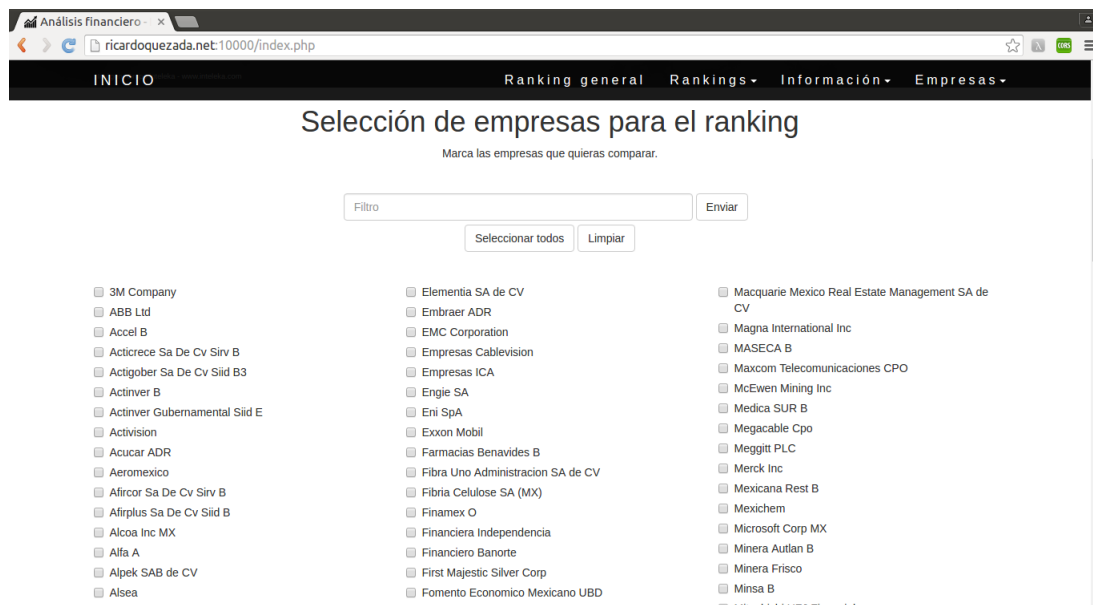 Análisis financiero -
ricardoquezada.net:10000/index.php
CORS
INICIO
Ranking general
Rankings
Información
Empresas
Selección de empresas para el ranking
Marca las empresas que quieras comparar.
Filtro
Enviar
Seleccionar todos
Limpiar
3M Company
ABB Ltd
Accel B
Acticrece Sa De Cv Sirv B
Actigober Sa De Cv Siid B3
Actinver B
Actinver Gubernamental Siid E
Activision
Acucar ADR
Aeromexico
Afircor Sa De Cv Sirv B
Afirplus Sa De Cv Siid B
Alcoa Inc MX
Alfa A
Alpek SAB de CV
Alsea
Elementia SA de CV
Embraer ADR
EMC Corporation
Empresas Cablevision
Empresas ICA
Engie SA
Eni SpA
Exxon Mobil
Farmacias Benavides B
Fibra Uno Administracion SA de CV
Fibria Celulose SA (MX)
Finamex O
Financiera Independencia
Financiero Banorte
First Majestic Silver Corp
Fomento Economico Mexicano UBD
Macquarie Mexico Real Estate Management SA de
CV
Magna International Inc
MASECA B
Maxcom Telecomunicaciones CPO
McEwen Mining Inc
Medica SUR B
Megacable Cpo
Meggitt PLC
Merck Inc
Mexicana Rest B
Mexichem
Microsoft Corp MX
Minera Autlan B
Minera Frisco
Minsa B